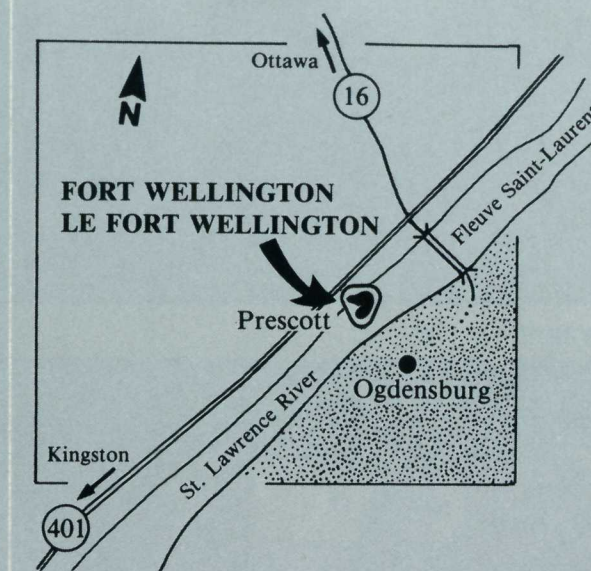 Ottawa
16
N
FORT WELLINGTON
LE FORT WELLINGTON
Fleuve Saint-Laurent
Prescott
Ogdensburg
St. Lawrence River
Kingston
401